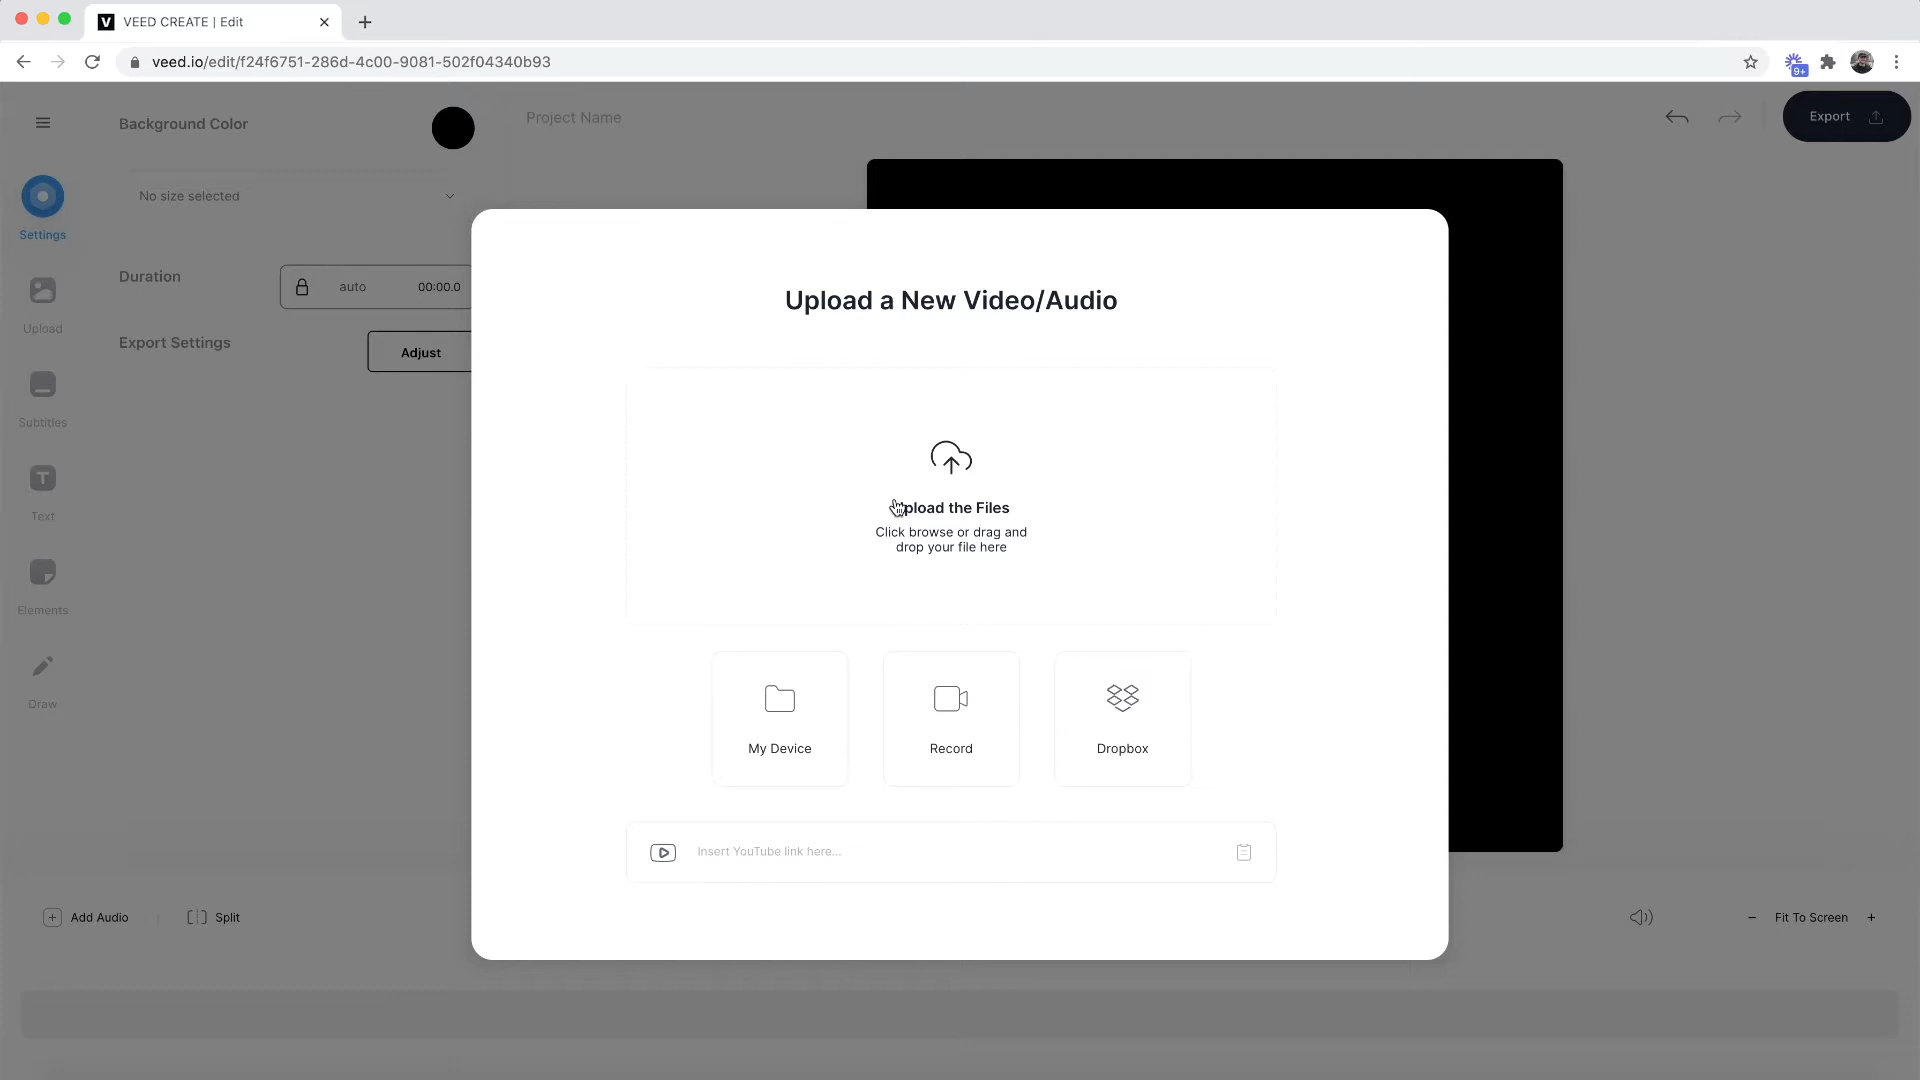 VEED CREATE | Edit
veed.io/edit/f24f6751-286d-4c00-9081-502f04340b93
9+
Background Color
Project Name
Export
No size selected
Settings
Duration
auto
00:00.0
Upload
Export Settings
Adjust
Subtitles
Text
Elements
Draw
Upload a New Video/Audio
Upload the Files
Click browse or drag and
drop your file here
My Device
Record
Dropbox
Insert YouTube link here...
Add Audio
Split
Fit To Screen